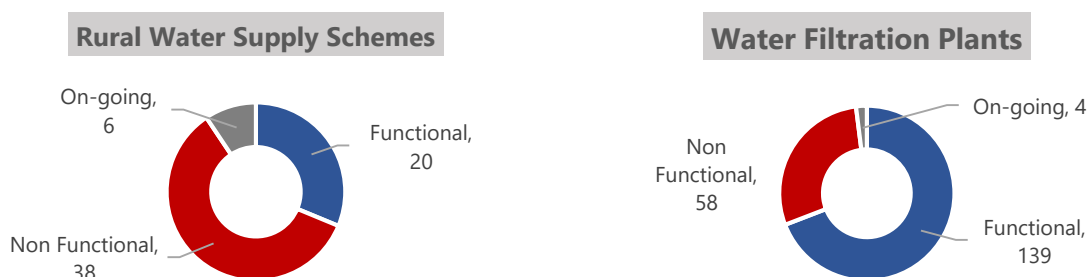 Rural Water Supply Schemes
On-going,
6
Functional,
20
Non Functional,
38
Water Filtration Plants
On-going, 4
Non
Functional,
58
Functional,
139